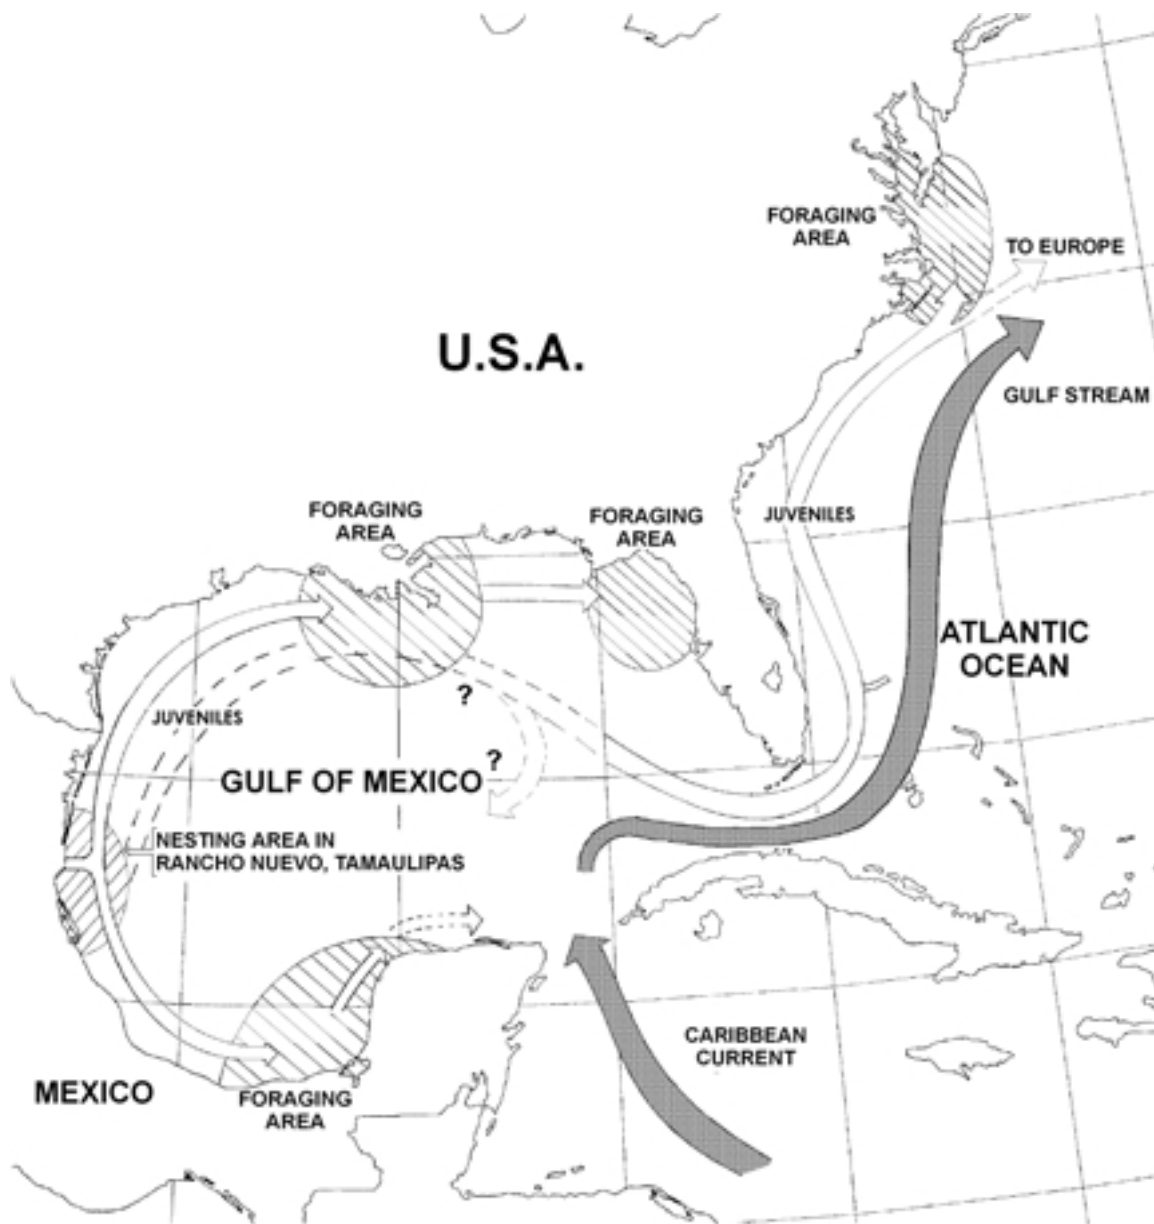 FORAGING
AREA
TO EUROPE
U.S.A.
GULF STREAM
FORAGING
AREA
FORAGING
AREA
JUVENILES
ATLANTIC
OCEAN
?
JUVENILES
?
GULF OF MEXICO
NESTING AREA IN
RANCHO NUEVO, TAMAULIPAS
CARIBBEAN
CURRENT
MEXICO
FORAGING
AREA